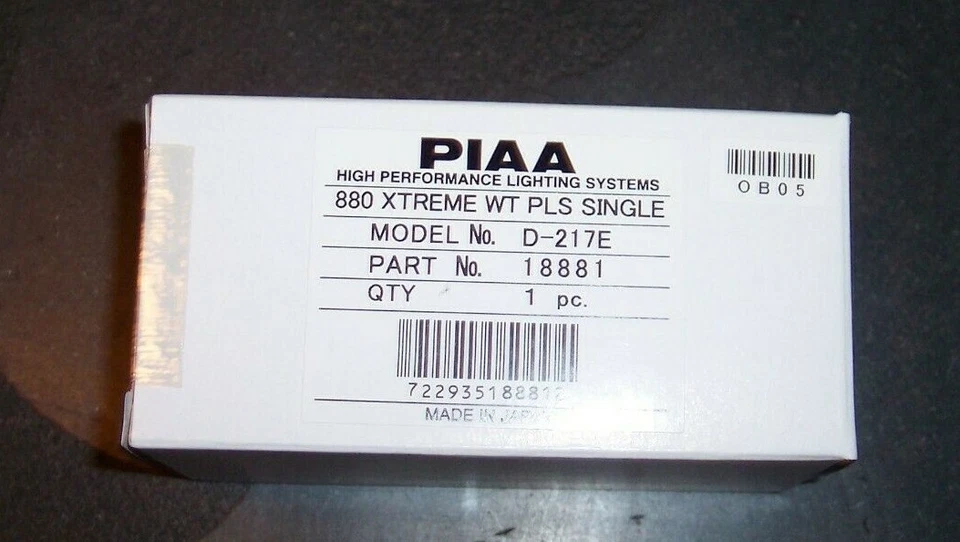 PIAA
HIGH PERFORMANCE LIGHTING SYSTEMS
880 XTREME WT PLS SINGLE
MODEL No. D-217E
PART No. 18881
QTY 1 pc.
722935188812
MADE IN JAPAN
OB05